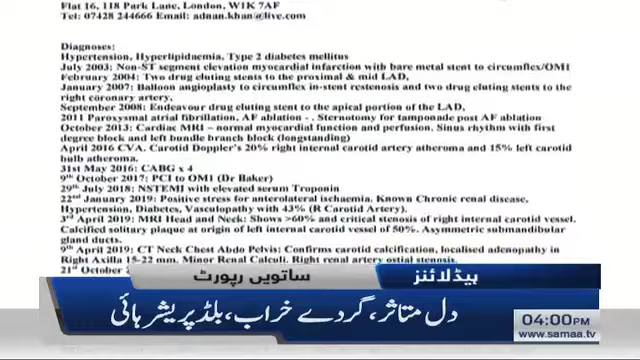 Flat 16, 118 Park Lane, London, W1K 7AF
Tel: 07428 244666 Email: adnan.khan@live.com
Diagnoses:
Hypertension, Hyperlipidaemia, Type 2 diabetes mellitus
July 2003: Non-ST segment elevation myocardial infarction with bare metal stent to circumflex/OM1
February 2004: Two drug eluting stents to the proximal & mid LAD,
January 2007: Balloon angioplasty to circumflex in-stent restenosis and two drug eluting stents to the
right coronary artery,
September 2008: Endeavour drug eluting stent to the apical portion of the LAD,
2011 Paroxysmal atrial fibrillation, AF ablation - . Sternotomy for tamponade post AF ablation
October 2013: Cardiac MRI – normal myocardial function and perfusion, Sinus rhythm with first
degree block and left bundle branch block (longstanding)
April 2016 CVA. Carotid Doppler's 20% right internal carotid artery atheroma and 15% left carotid
bulb atheroma.
31st May 2016: CABG x 4
9th October 2017: PCI to OM1 (Dr Baker)
29th July 2018: NSTEMI with elevated serum Troponin
22nd January 2019: Positive stress for anterolateral ischaemia. Known Chronic renal disease,
Hypertension, Diabetes, Vasculopathy with 43% (R Carotid Artery).
3rd April 2019: MRI Head and Neck: Shows >60% and critical stenosis of right internal carotid vessel.
Calcified solitary plaque at origin of left internal carotid vessel of 50%. Asymmetric submandibular
gland ducts.
9th April 2019: CT Neck Chest Abdo Pelvis: Confirms carotid calcification, localised adenopathy in
Right Axilla 15-22 mm. Minor Renal Calculi. Right renal artery ostial stenosis.
21st October 2
ساتویں رپورٹ
ہیڈلائنز
دل متاثر، گردے خراب، بلڈ پریشر ہائی
04:00PM
www.samaa.tv